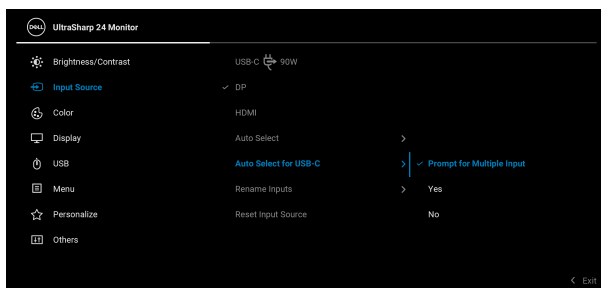 DELL UltraSharp 24 Monitor
Brightness/Contrast USB-C 90W
Input Source ✓ DP
Color HDMI
Display Auto Select >
USB Auto Select for USB-C > ✓ Prompt for Multiple Input
Menu Rename Inputs > Yes
Personalize Reset Input Source No
Others
< Exit